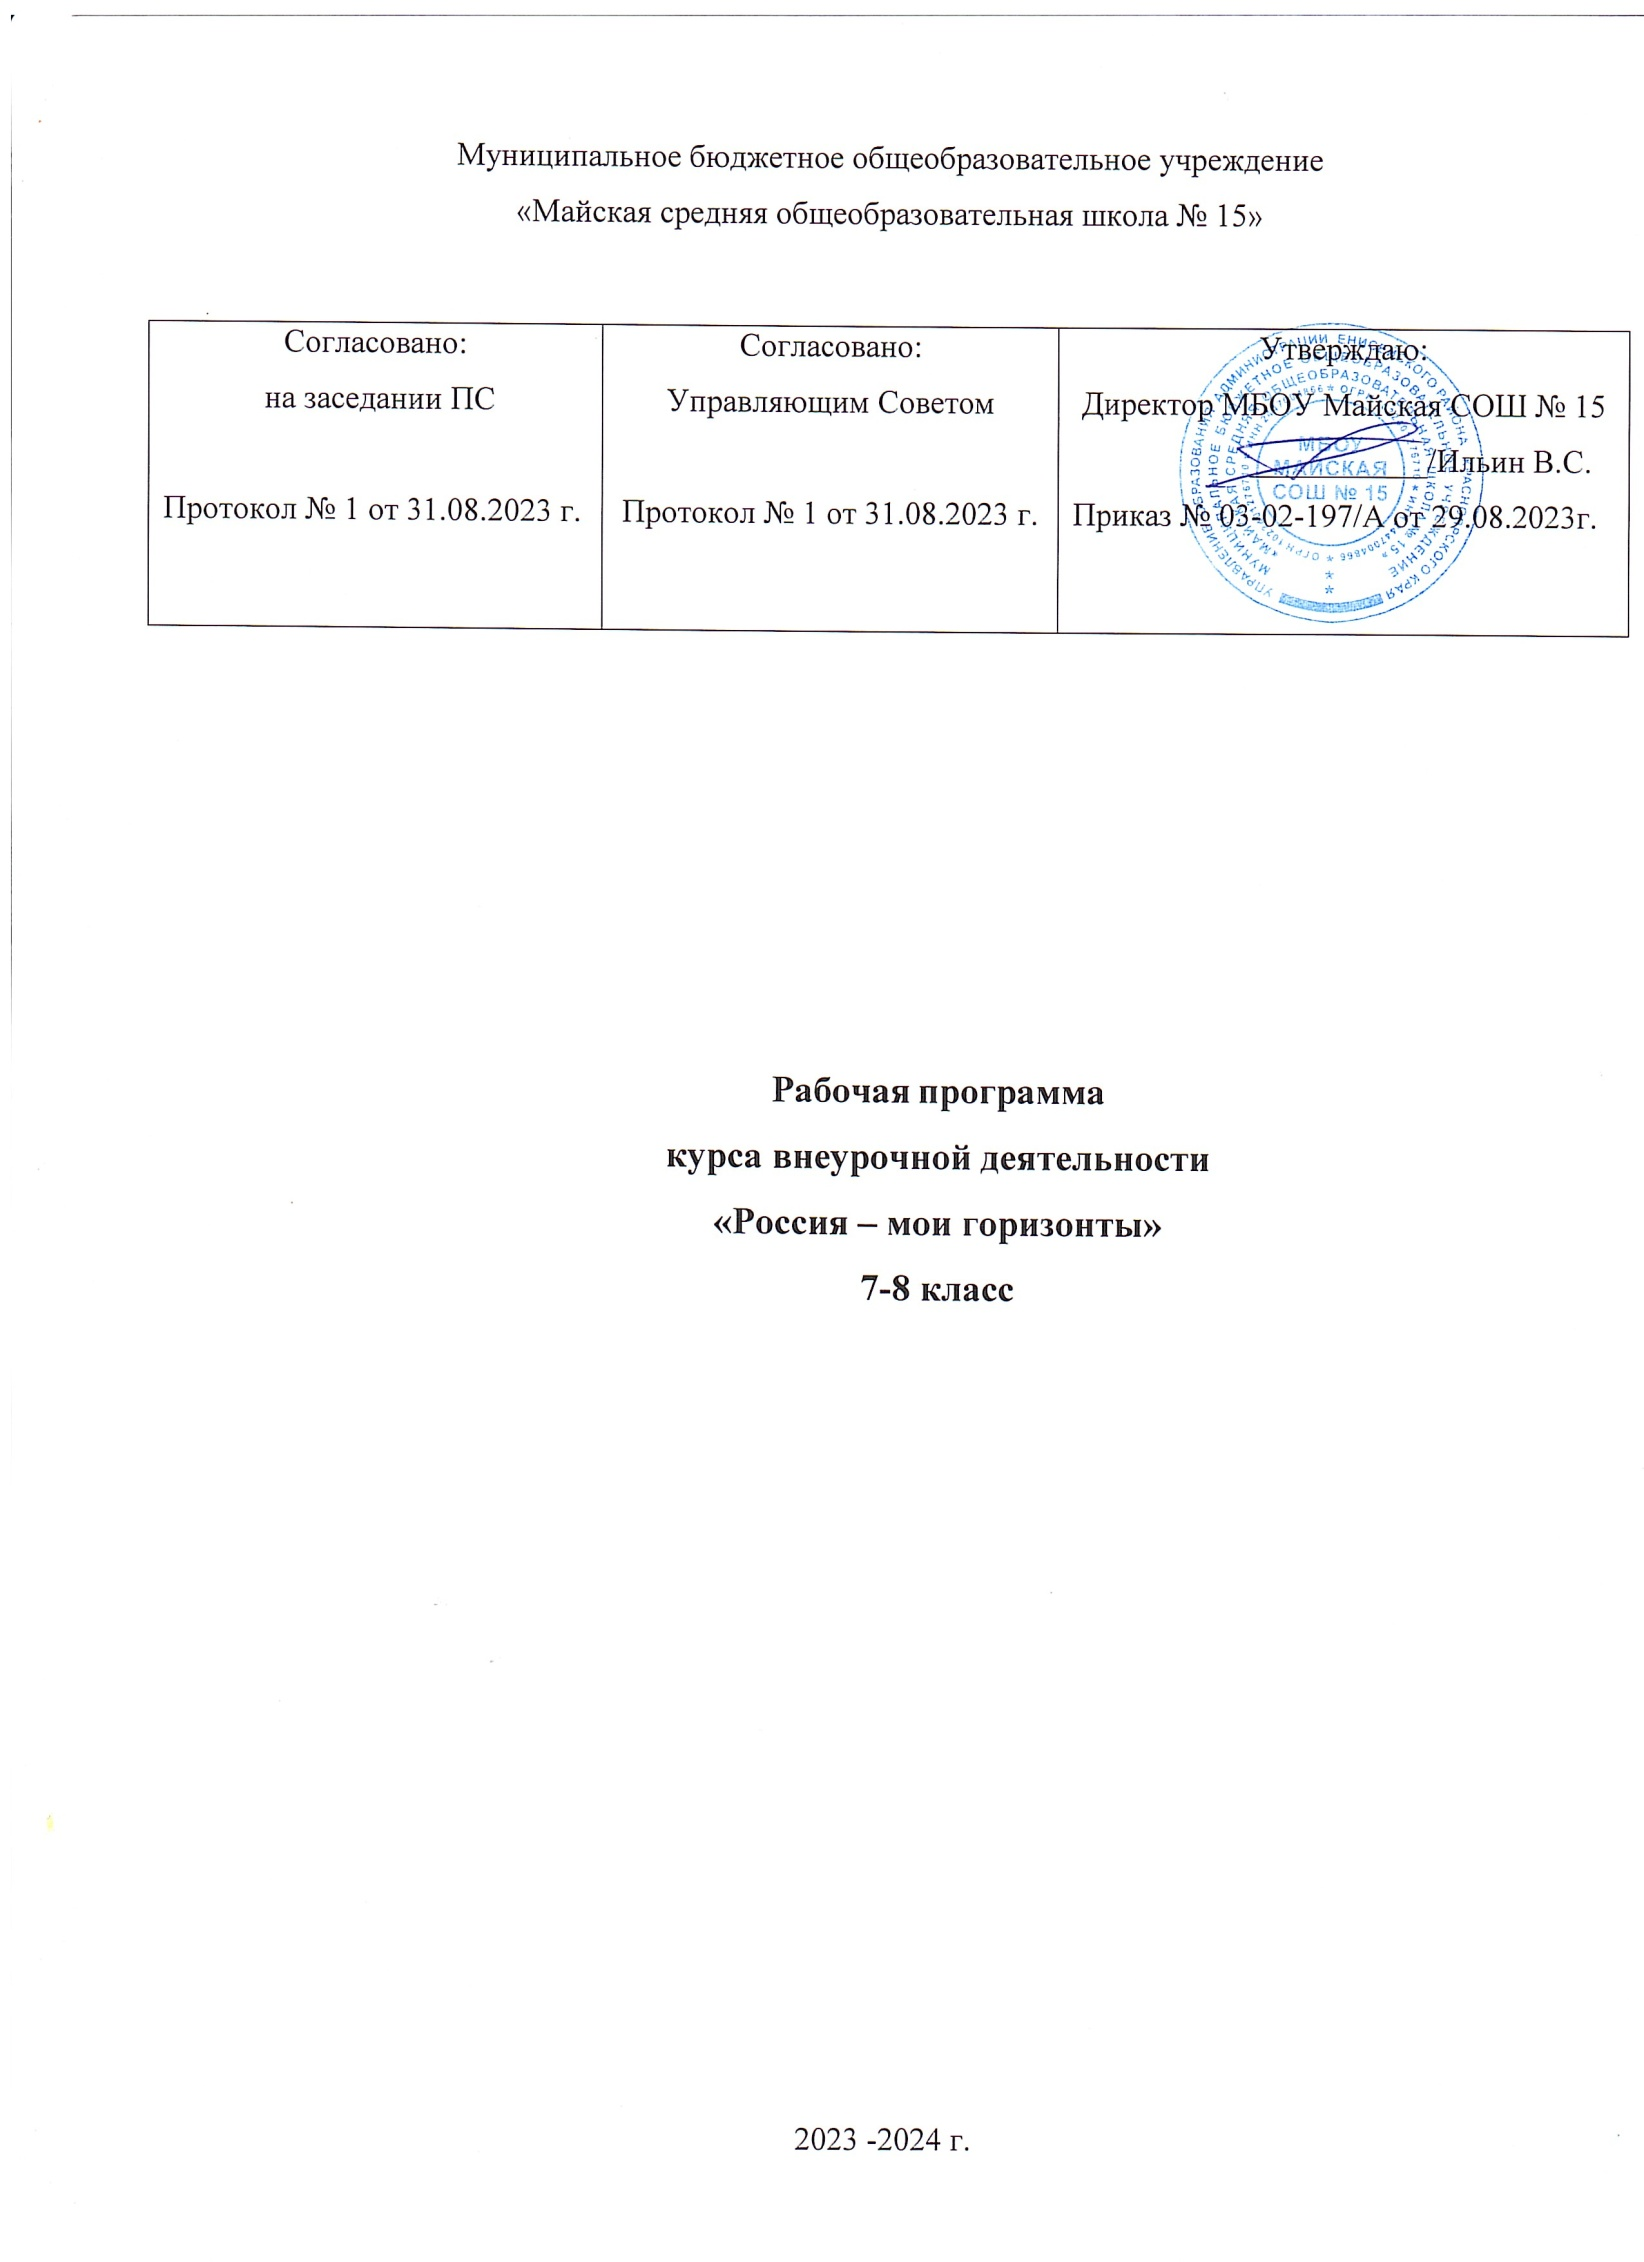 Муниципальное бюджетное общеобразовательное учреждение
«Майская средняя общеобразовательная школа № 15»
Согласовано:
на заседании ПС
Протокол № 1 от 31.08.2023 г.
Согласовано:
Управляющим Советом
Протокол № 1 от 31.08.2023 г.
Утверждаю:
Директор МБОУ Майская СОШ № 15
/Ильин В.С.
Приказ № 03-02-197/А от 29.08.2023г.
МБОУ
МАЙСКАЯ
СОШ № 15
Рабочая программа
курса внеурочной деятельности
«Россия – мои горизонты»
7-8 класс
2023 -2024 г.